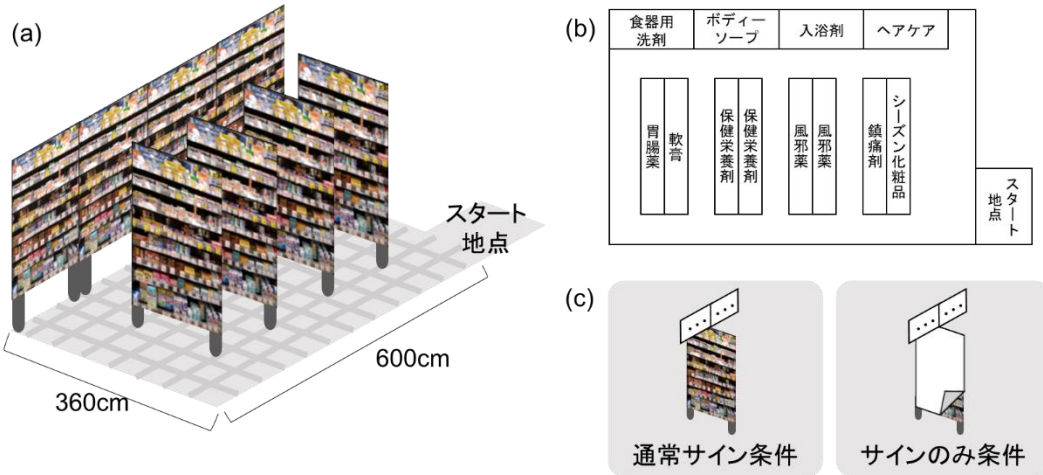 (a)
スタート
地点
360cm
600cm
(b)
食器用
洗剤
ボディー
ソープ
入浴剤
ヘアケア
胃腸薬
軟膏
保健栄養剤
保健栄養剤
風邪薬
風邪薬
鎮痛剤
シーズン化粧品
スタート
地点
(c)
通常サイン条件
サインのみ条件